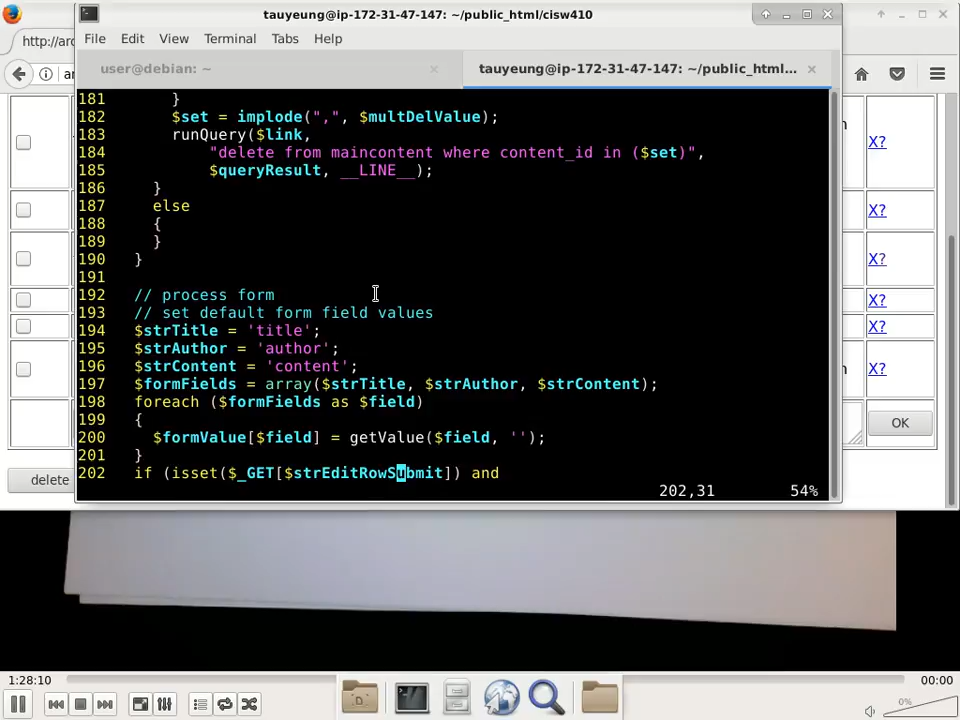 tauyeung@ip-172-31-47-147: ~/public_html/cisw410
File Edit View Terminal Tabs Help
http://arc
user@debian: ~ ×
tauyeung@ip-172-31-47-147: ~/public_html... ×
181 }
182 $set = implode(",", $multDelValue);
183 runQuery($link,
184 "delete from maincontent where content_id in ($set)",
185 $queryResult, __LINE__);
186 }
187 else
188 {
189 }
190 }
191
192 // process form
193 // set default form field values
194 $strTitle = 'title';
195 $strAuthor = 'author';
196 $strContent = 'content';
197 $formFields = array($strTitle, $strAuthor, $strContent);
198 foreach ($formFields as $field)
199 {
200 $formValue[$field] = getValue($field, '');
201 }
202 if (isset($_GET[$strEditRowSubmit]) and
202,31 54%
X?
X?
X?
X?
X?
X?
OK
delete
1:28:10
00:00
0%